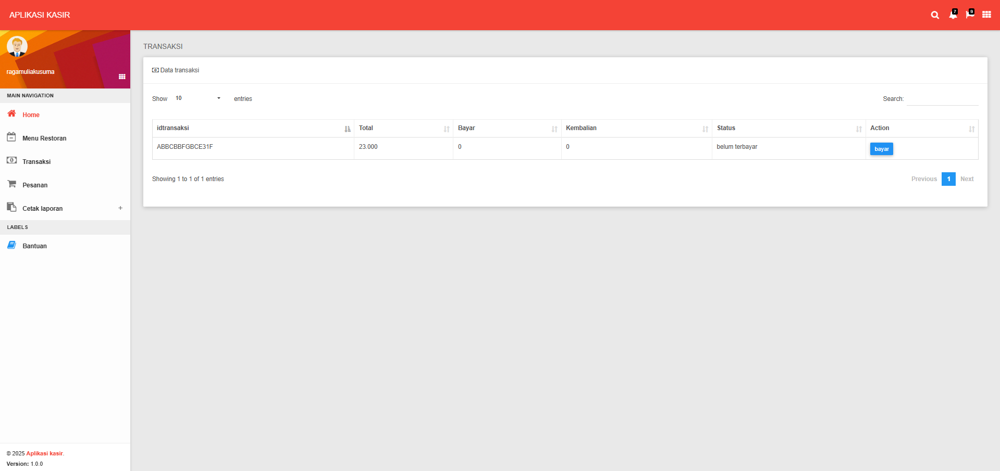 APLIKASI KASIR
7
9
ragamuliakusuma
MAIN NAVIGATION
Home
Menu Restoran
Transaksi
Pesanan
Cetak laporan +
LABELS
Bantuan
© 2025 Aplikasi kasir.
Version: 1.0.0
TRANSAKSI
Data transaksi
Show 10 entries Search:
idtransaksi Total Bayar Kembalian Status Action
ABBCBBFGBCE31F 23.000 0 0 belum terbayar bayar
Showing 1 to 1 of 1 entries Previous 1 Next